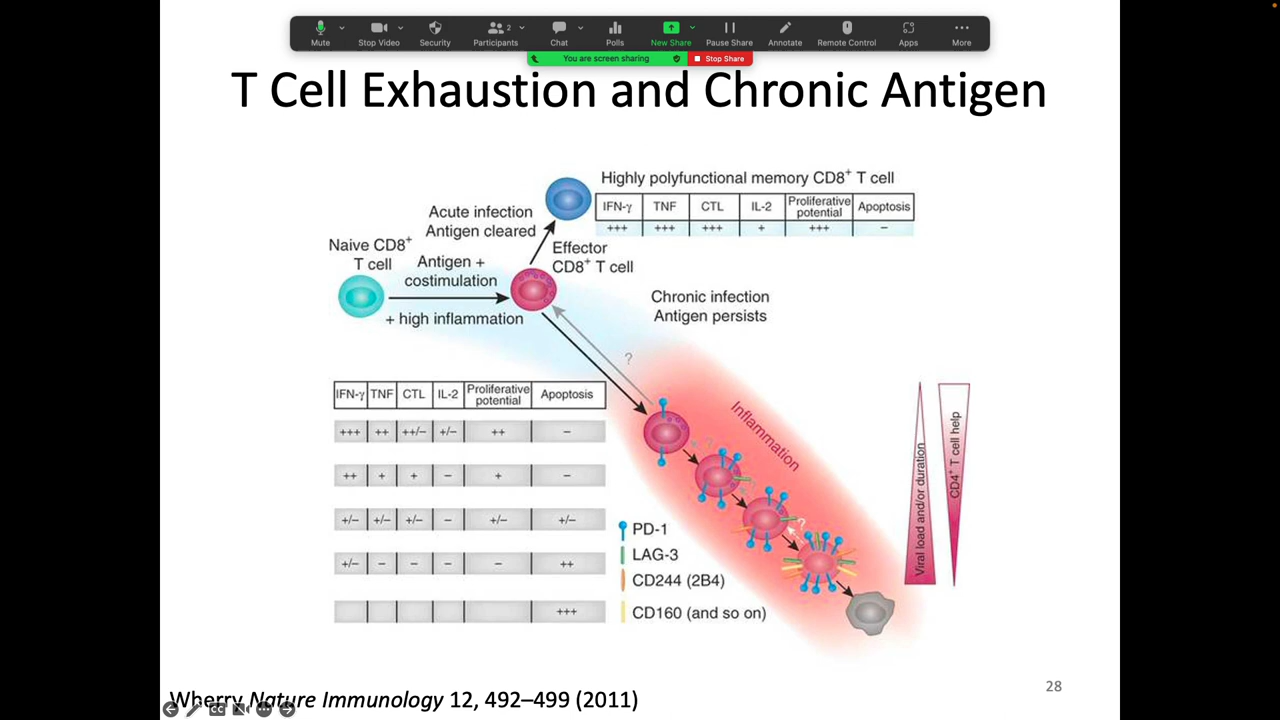 Mute
Stop Video
Security
Participants
2
Chat
Polls
New Share
Pause Share
Annotate
Remote Control
Apps
More
You are screen sharing
Stop Share
T Cell Exhaustion and Chronic Antigen
Highly polyfunctional memory CD8+ T cell
IFN-γ TNF CTL IL-2 Proliferative potential Apoptosis
+++ +++ +++ + +++ –
Acute infection
Antigen cleared
Naive CD8+
T cell
Antigen +
costimulation
+ high inflammation
Effector
CD8+ T cell
Chronic infection
Antigen persists
?
IFN-γ TNF CTL IL-2 Proliferative potential Apoptosis
+++ ++ ++/– +/– ++ –
++ + + – + –
+/– +/– +/– – +/– +/–
+/– – – – – ++
+++
Inflammation
?
?
?
PD-1
LAG-3
CD244 (2B4)
CD160 (and so on)
Viral load and/or duration
CD4+ T cell help
28
Wherry Nature Immunology 12, 492–499 (2011)
CC